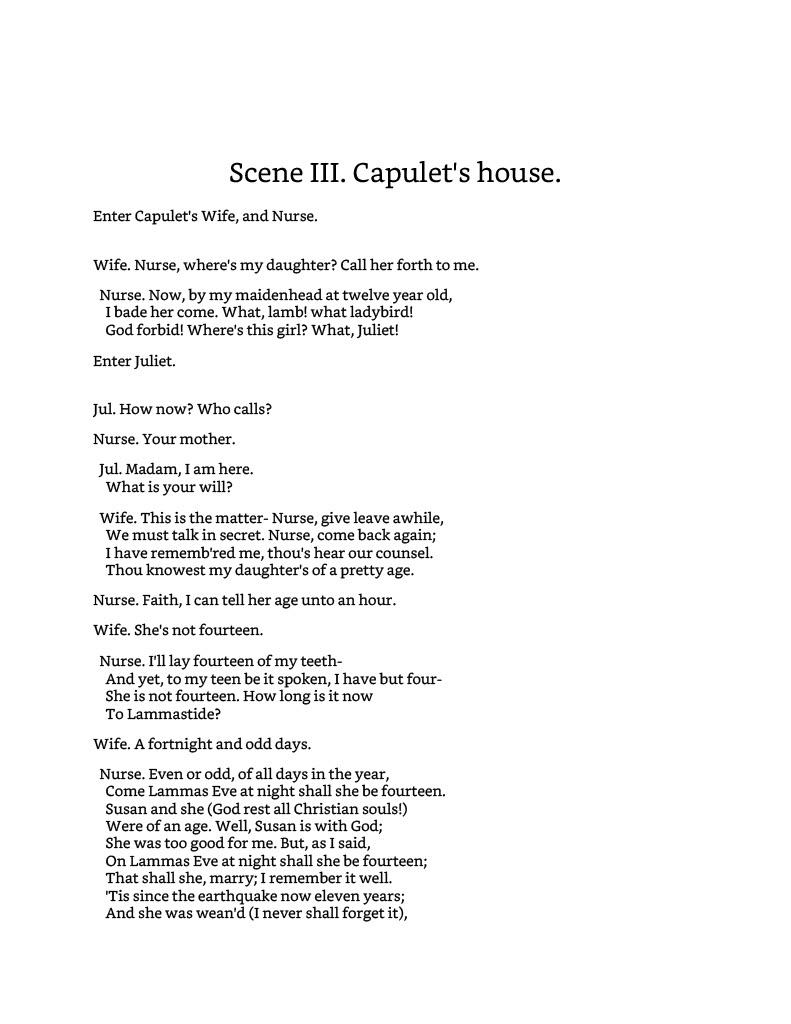 Scene III. Capulet's house.
Enter Capulet's Wife, and Nurse.
Wife. Nurse, where's my daughter? Call her forth to me.
Nurse. Now, by my maidenhead at twelve year old,
I bade her come. What, lamb! what ladybird!
God forbid! Where's this girl? What, Juliet!
Enter Juliet.
Jul. How now? Who calls?
Nurse. Your mother.
Jul. Madam, I am here.
What is your will?
Wife. This is the matter- Nurse, give leave awhile,
We must talk in secret. Nurse, come back again;
I have rememb'red me, thou's hear our counsel.
Thou knowest my daughter's of a pretty age.
Nurse. Faith, I can tell her age unto an hour.
Wife. She's not fourteen.
Nurse. I'll lay fourteen of my teeth-
And yet, to my teen be it spoken, I have but four-
She is not fourteen. How long is it now
To Lammastide?
Wife. A fortnight and odd days.
Nurse. Even or odd, of all days in the year,
Come Lammas Eve at night shall she be fourteen.
Susan and she (God rest all Christian souls!)
Were of an age. Well, Susan is with God;
She was too good for me. But, as I said,
On Lammas Eve at night shall she be fourteen;
That shall she, marry; I remember it well.
'Tis since the earthquake now eleven years;
And she was wean'd (I never shall forget it),